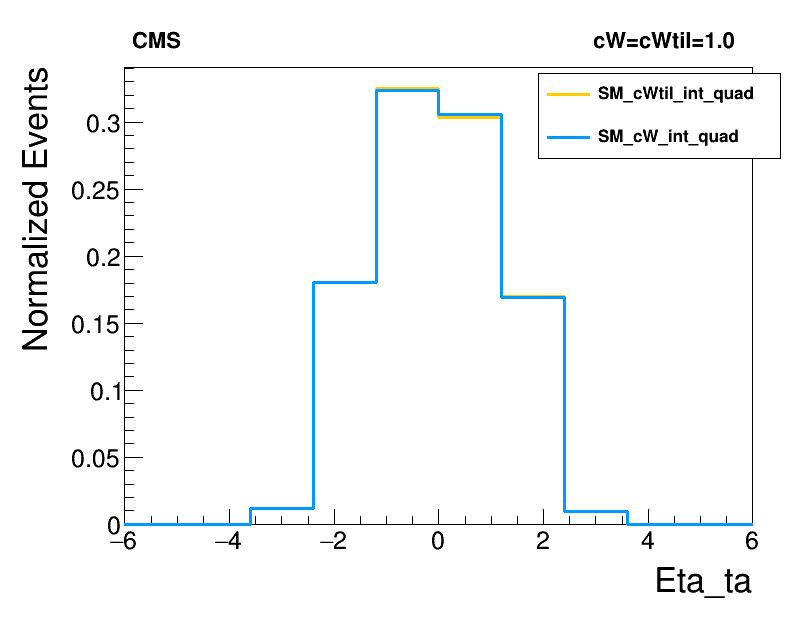 CMS
cW=cWtil=1.0
Normalized Events
SM_cWtil_int_quad
SM_cW_int_quad
0.3
0.25
0.2
0.15
0.1
0.05
0
−6
−4
−2
0
2
4
6
Eta_ta